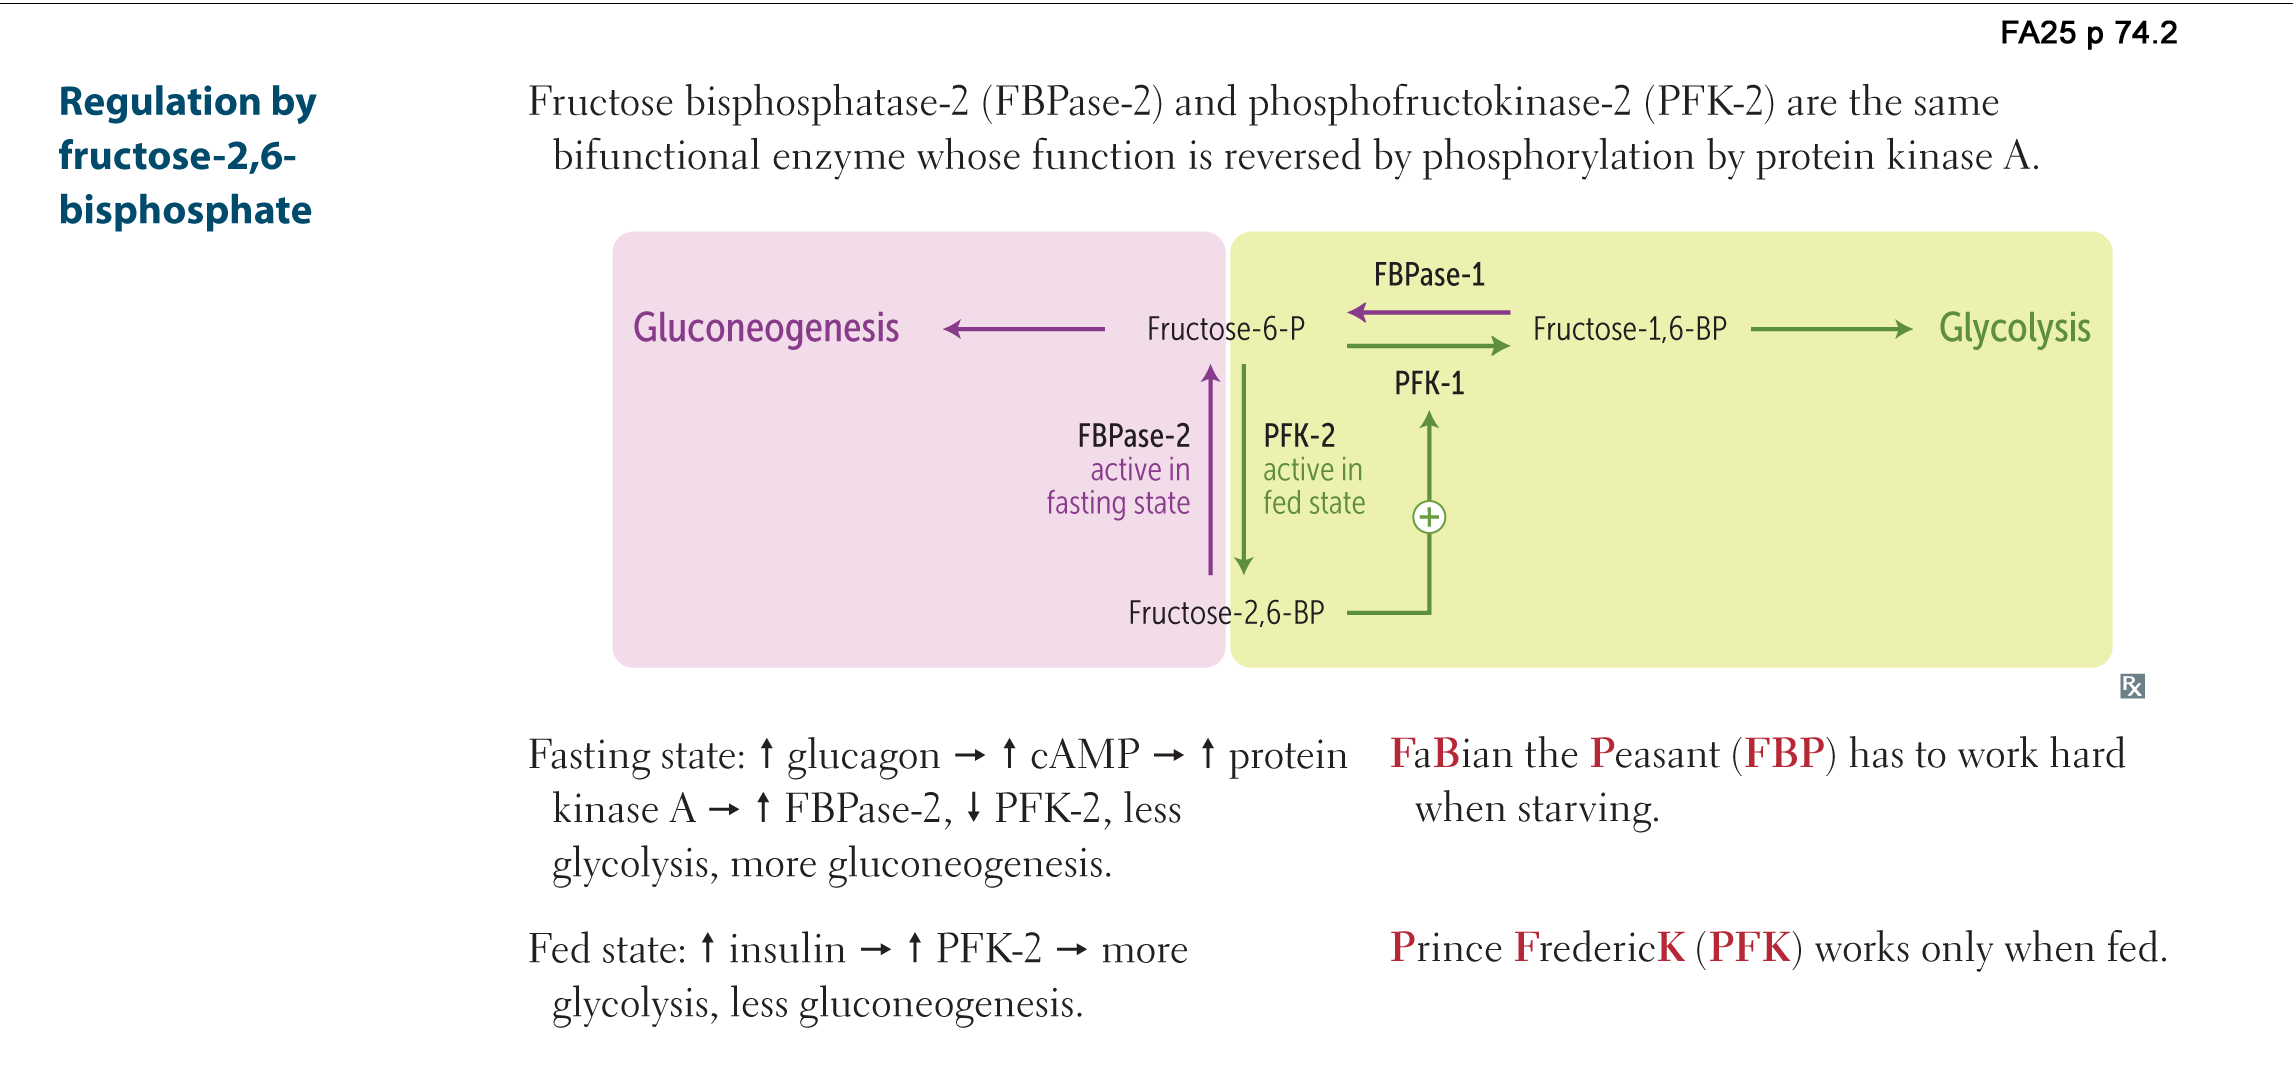 FA25 p 74.2
Regulation by
fructose-2,6-
bisphosphate
Fructose bisphosphatase-2 (FBPase-2) and phosphofructokinase-2 (PFK-2) are the same
bifunctional enzyme whose function is reversed by phosphorylation by protein kinase A.
FBPase-1
Gluconeogenesis
Fructose-6-P
Fructose-1,6-BP
Glycolysis
PFK-1
FBPase-2
active in
fasting state
PFK-2
active in
fed state
+
Fructose-2,6-BP
Rx
Fasting state: ↑ glucagon → ↑ cAMP → ↑ protein
kinase A → ↑ FBPase-2, ↓ PFK-2, less
glycolysis, more gluconeogenesis.
FaBian the Peasant (FBP) has to work hard
when starving.
Fed state: ↑ insulin → ↑ PFK-2 → more
glycolysis, less gluconeogenesis.
Prince FredericK (PFK) works only when fed.